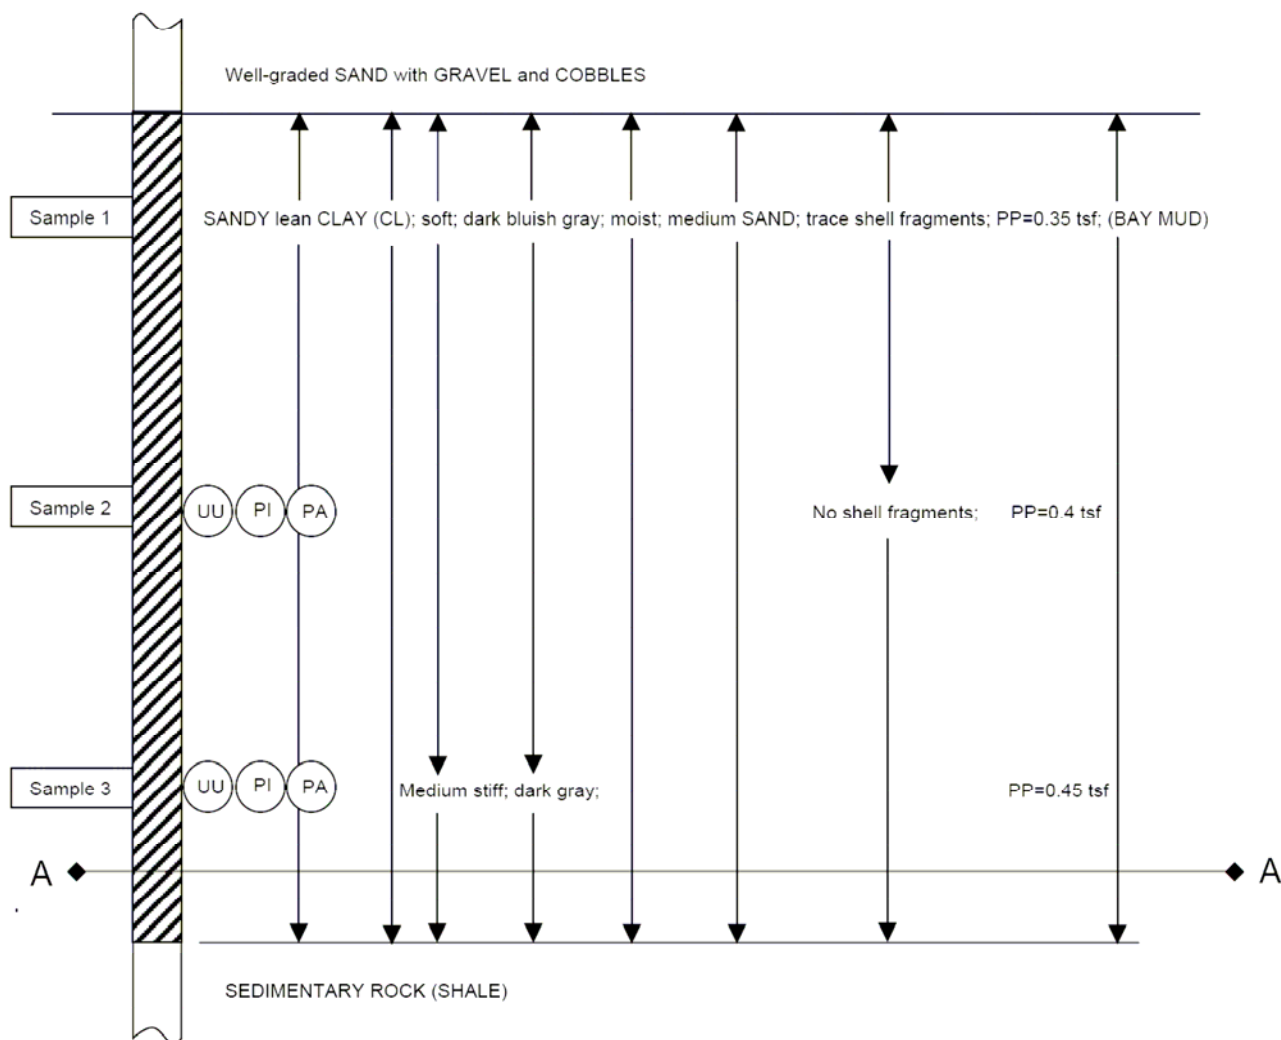 Well-graded SAND with GRAVEL and COBBLES
Sample 1
SANDY lean CLAY (CL); soft; dark bluish gray; moist; medium SAND; trace shell fragments; PP=0.35 tsf; (BAY MUD)
Sample 2
UU PI PA
No shell fragments; PP=0.4 tsf
Sample 3
UU PI PA
Medium stiff; dark gray;
PP=0.45 tsf
A A
SEDIMENTARY ROCK (SHALE)